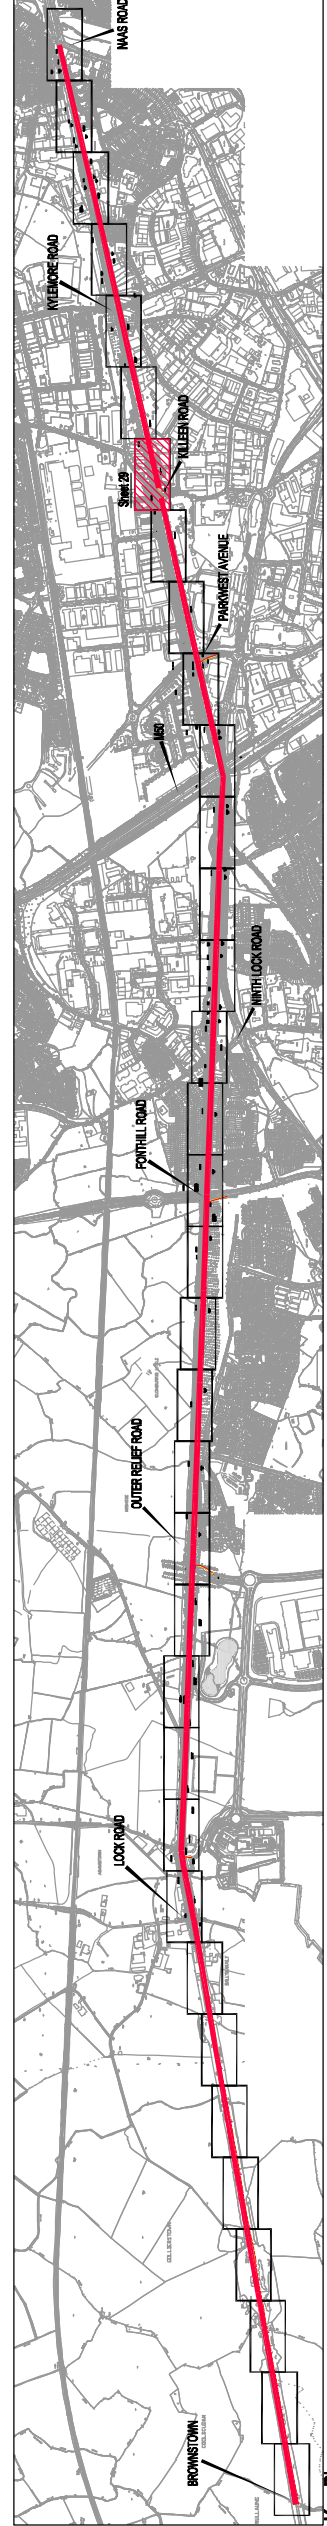 NAAS ROAD
KYLEMORE ROAD
Sheet 29
KILLEEN ROAD
PARKWEST AVENUE
M50
NINTH LOCK ROAD
FONTHILL ROAD
OUTER RELIEF ROAD
LOCK ROAD
BROWNSTOWN